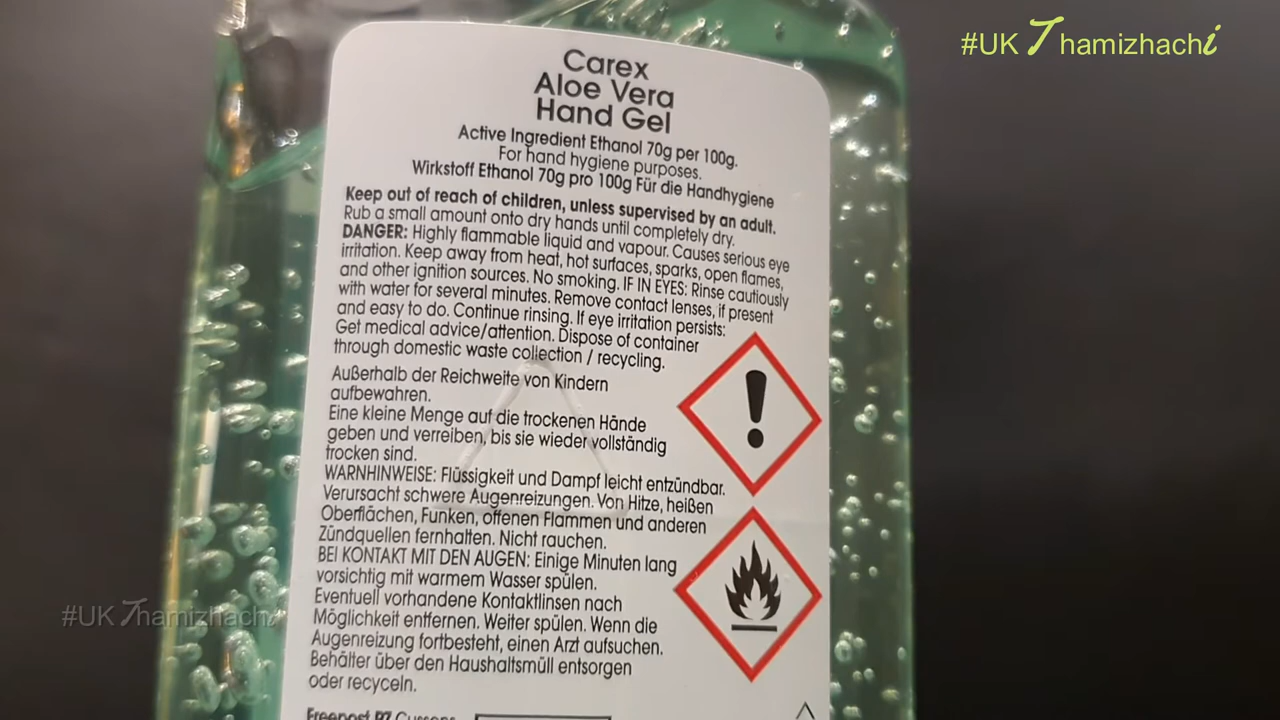 #UK Thamizhachi
Carex
Aloe Vera
Hand Gel
Active Ingredient Ethanol 70g per 100g.
For hand hygiene purposes.
Wirkstoff Ethanol 70g pro 100g Für die Handhygiene
Keep out of reach of children, unless supervised by an adult.
Rub a small amount onto dry hands until completely dry.
DANGER: Highly flammable liquid and vapour. Causes serious eye
irritation. Keep away from heat, hot surfaces, sparks, open flames,
and other ignition sources. No smoking. IF IN EYES: Rinse cautiously
with water for several minutes. Remove contact lenses, if present
and easy to do. Continue rinsing. If eye irritation persists:
Get medical advice/attention. Dispose of container
through domestic waste collection / recycling.
Außerhalb der Reichweite von Kindern
aufbewahren.
Eine kleine Menge auf die trockenen Hände
geben und verreiben, bis sie wieder vollständig
trocken sind.
WARNHINWEISE: Flüssigkeit und Dampf leicht entzündbar.
Verursacht schwere Augenreizungen. Von Hitze, heißen
Oberflächen, Funken, offenen Flammen und anderen
Zündquellen fernhalten. Nicht rauchen.
BEI KONTAKT MIT DEN AUGEN: Einige Minuten lang
vorsichtig mit warmem Wasser spülen.
Eventuell vorhandene Kontaktlinsen nach
Möglichkeit entfernen. Weiter spülen. Wenn die
Augenreizung fortbesteht, einen Arzt aufsuchen.
Behälter über den Haushaltsmüll entsorgen
oder recyceln.
Freepost PZ Cussons
#UK Thamizhachi